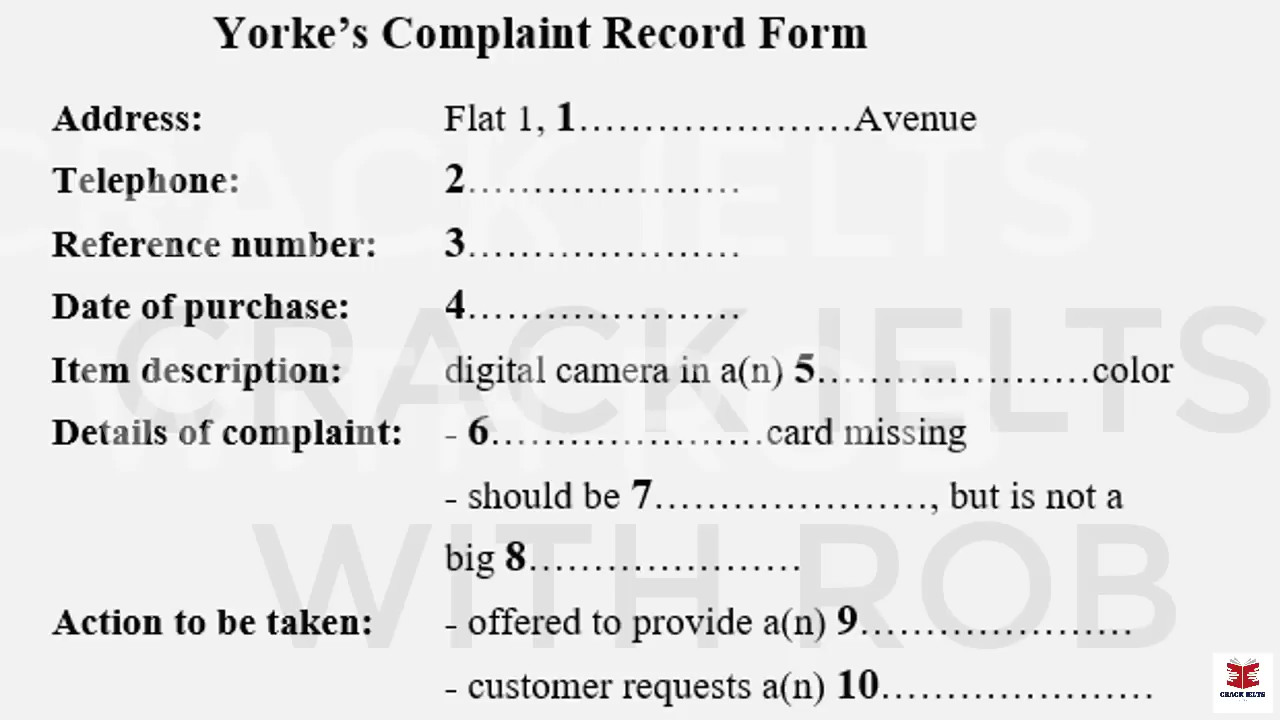 Yorke’s Complaint Record Form
Address: Flat 1, 1.....................Avenue
Telephone: 2.....................
Reference number: 3.....................
Date of purchase: 4.....................
Item description: digital camera in a(n) 5.....................color
Details of complaint: - 6.....................card missing
- should be 7....................., but is not a
big 8.....................
Action to be taken: - offered to provide a(n) 9.....................
- customer requests a(n) 10.....................
CRACK IELTS
WITH ROB
CRACK IELTS